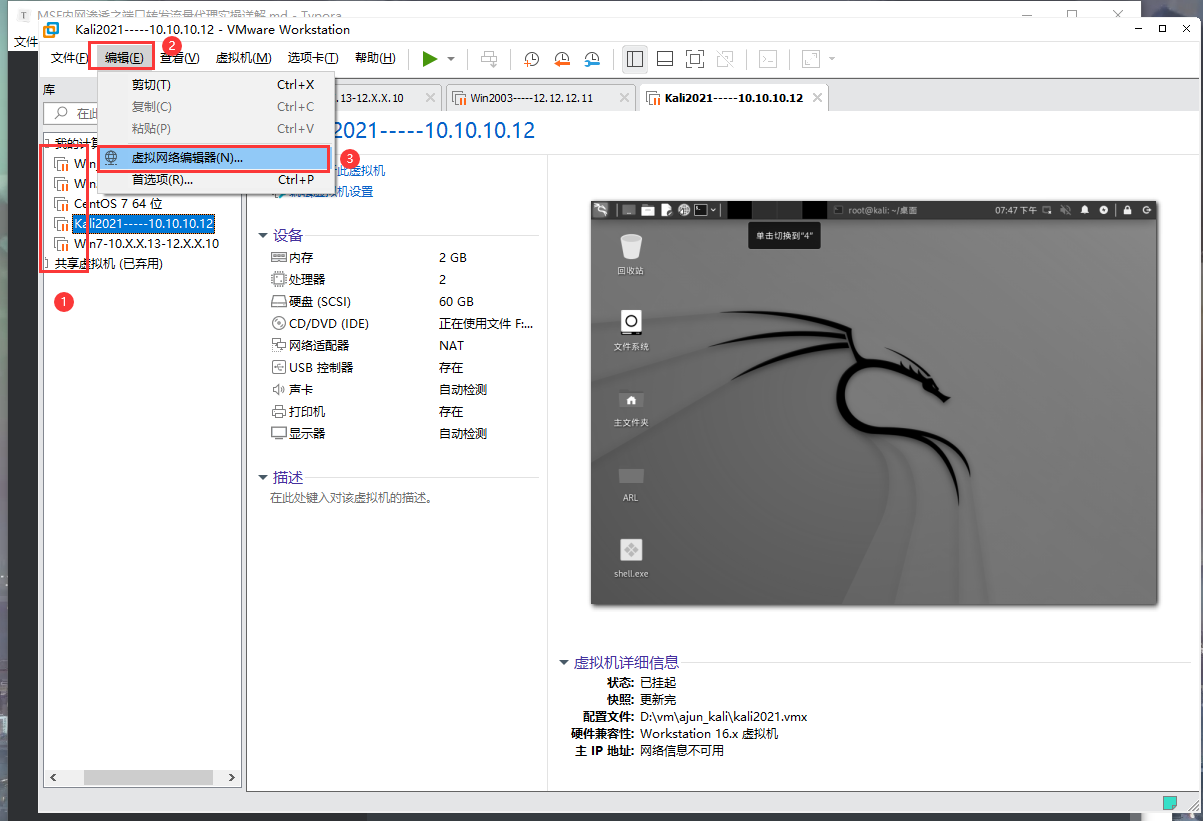 MSF内网渗透之端口转发流量代理实操详解.md - Typora
文件
Kali2021-----10.10.10.12 - VMware Workstation
文件(F) 编辑(E) 查看(V) 虚拟机(M) 选项卡(T) 帮助(H)
2
库
剪切(T) Ctrl+X
复制(C) Ctrl+C
粘贴(P) Ctrl+V
虚拟网络编辑器(N)...
3
首选项(R)... Ctrl+P
在此
.13-12.X.X.10
Win2003-----12.12.12.11
Kali2021-----10.10.10.12
2021-----10.10.10.12
我的计算
Win
Win
CentOS 7 64 位
Kali2021-----10.10.10.12
Win7-10.X.X.13-12.X.X.10
共享虚拟机 (已弃用)
1
此虚拟机
编辑虚拟机设置
设备
内存 2 GB
处理器 2
硬盘 (SCSI) 60 GB
CD/DVD (IDE) 正在使用文件 F:...
网络适配器 NAT
USB 控制器 存在
声卡 自动检测
打印机 存在
显示器 自动检测
描述
在此处键入对该虚拟机的描述。
root@kali: ~/桌面
07:47 下午
单击切换到"4"
回收站
文件系统
主文件夹
ARL
shell.exe
虚拟机详细信息
状态: 已挂起
快照: 更新完
配置文件: D:\vm\ajun_kali\kali2021.vmx
硬件兼容性: Workstation 16.x 虚拟机
主 IP 地址: 网络信息不可用